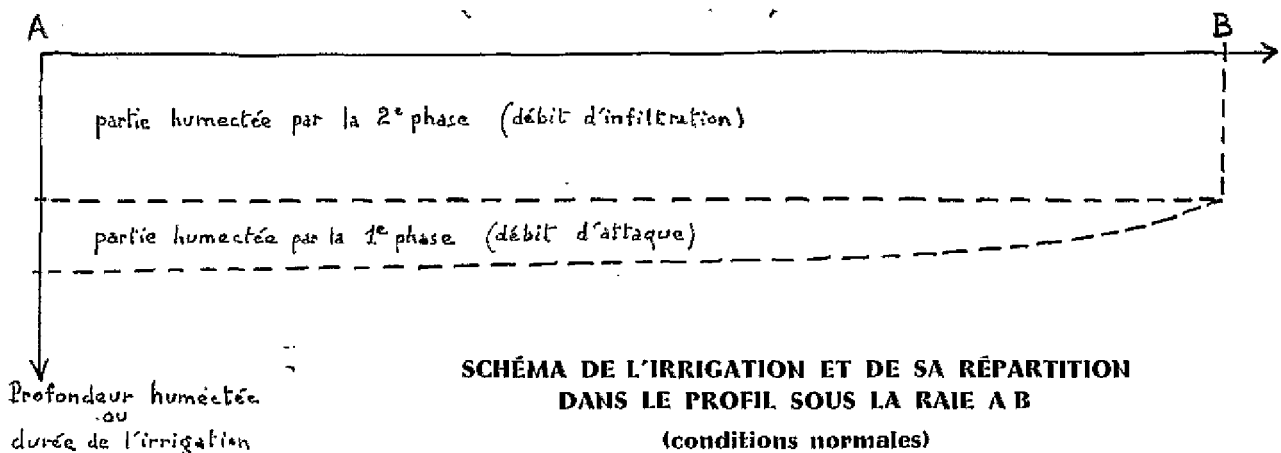 A
B
partie humectée par la 2e phase (débit d'infiltration)
partie humectée par la 1e phase (débit d'attaque)
Profondeur humectée
ou
durée de l'irrigation
SCHÉMA DE L'IRRIGATION ET DE SA RÉPARTITION
DANS LE PROFIL SOUS LA RAIE A B
(conditions normales)